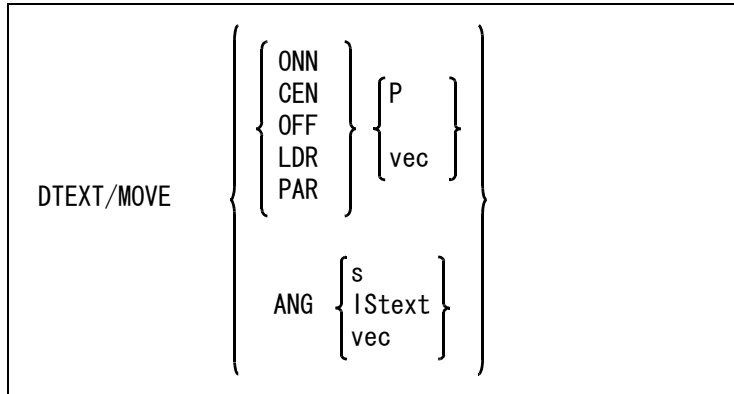 ONN
CEN
OFF
LDR
PAR
P
vec
DTEXT/MOVE
ANG
s
IStext
vec